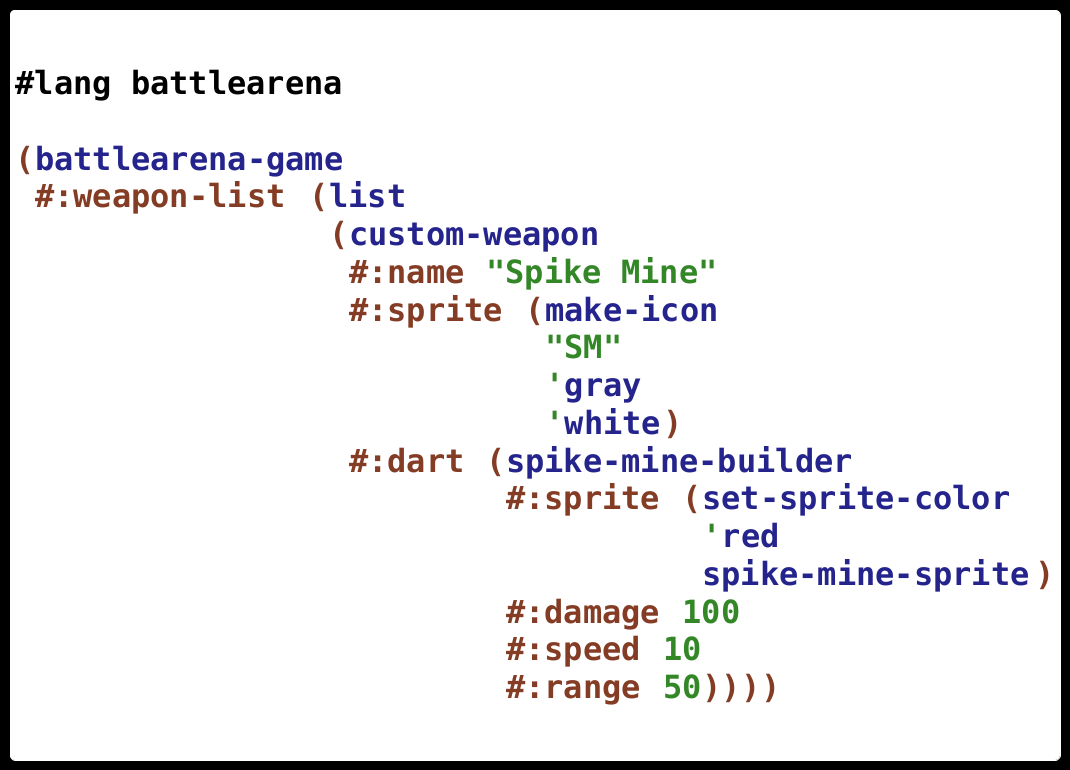 #lang battlearena
(battlearena-game
#:weapon-list (list
(custom-weapon
#:name "Spike Mine"
#:sprite (make-icon
"SM"
'gray
'white)
#:dart (spike-mine-builder
#:sprite (set-sprite-color
'red
spike-mine-sprite)
#:damage 100
#:speed 10
#:range 50))))